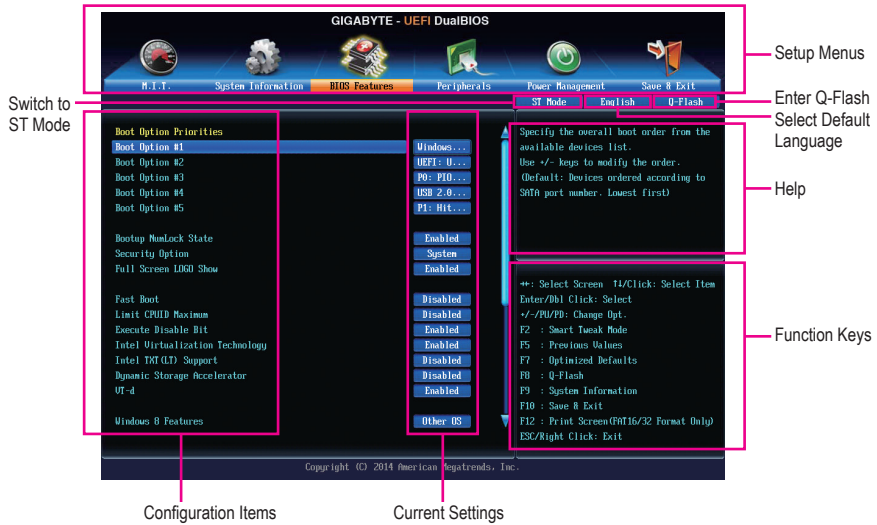 GIGABYTE - UEFI DualBIOS
M.I.T.
System Information
BIOS Features
Peripherals
Power Management
Save & Exit
Setup Menus
Switch to
ST Mode
ST Mode
English
Q-Flash
Enter Q-Flash
Select Default
Language
Boot Option Priorities
Boot Option #1 Windows...
Boot Option #2 UEFI: U...
Boot Option #3 P0: PIO...
Boot Option #4 USB 2.0...
Boot Option #5 P1: Hit...
Bootup NumLock State Enabled
Security Option System
Full Screen LOGO Show Enabled
Fast Boot Disabled
Limit CPUID Maximum Disabled
Execute Disable Bit Enabled
Intel Virtualization Technology Enabled
Intel TXT(LT) Support Disabled
Dynamic Storage Accelerator Disabled
VT-d Enabled
Windows 8 Features Other OS
Specify the overall boot order from the
available devices list.
Use +/- keys to modify the order.
(Default: Devices ordered according to
SATA port number. Lowest first)
Help
→←: Select Screen ↑↓/Click: Select Item
Enter/Dbl Click: Select
+/-/PU/PD: Change Opt.
F2 : Smart Tweak Mode
F5 : Previous Values
F7 : Optimized Defaults
F8 : Q-Flash
F9 : System Information
F10 : Save & Exit
F12 : Print Screen(FAT16/32 Format Only)
ESC/Right Click: Exit
Function Keys
Copyright (C) 2014 American Megatrends, Inc.
Configuration Items
Current Settings